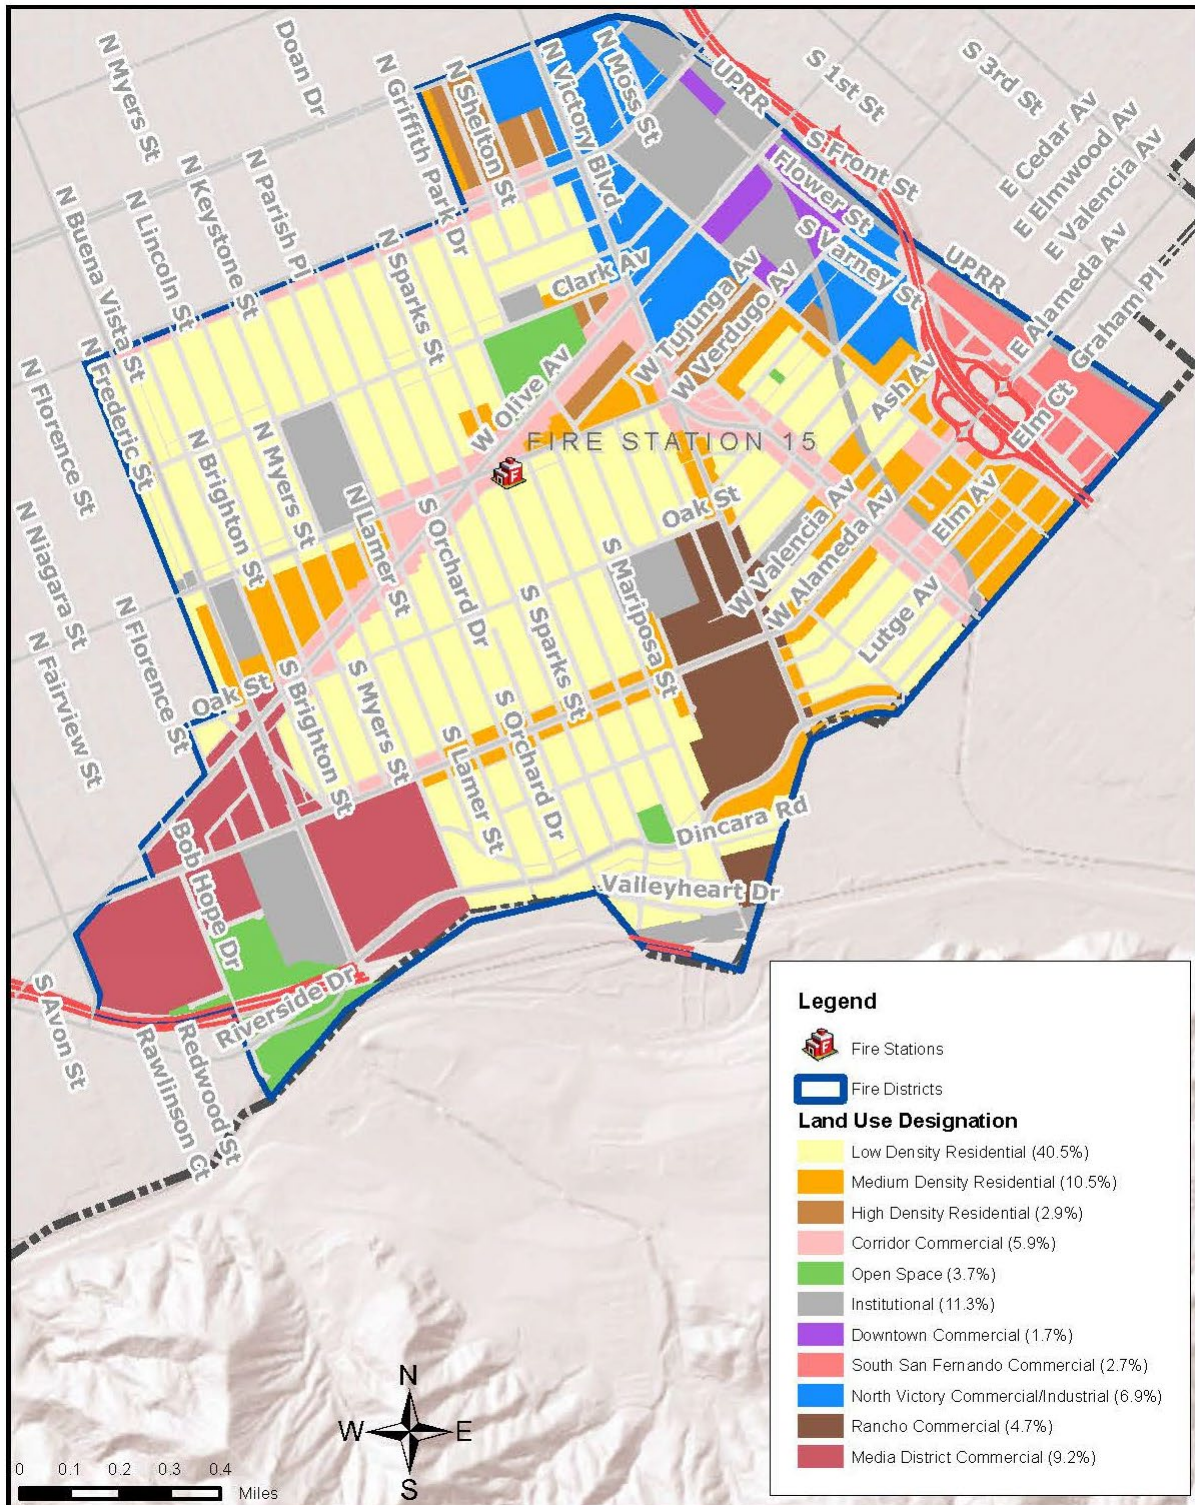 N Myers St
Doan Dr
N Griffith Park Dr
N Shelton St
N Victory Blvd
N Moss St
UPRR
S 1st St
S 3rd St
E Cedar Av
E Elmwood Av
E Valencia Av
S Front St
Flower St
S Varney St
UPRR
E Alameda Av
Graham Pl
N Buena Vista St
N Lincoln St
N Keystone St
N Parish Pl
N Sparks St
Clark Av
W Olive Av
W Tujunga Av
W Verdugo Av
Ash Av
Elm Ct
N Florence St
N Frederic St
N Brighton St
N Myers St
N Lamer St
FIRE STATION 15
S Orchard Dr
Oak St
W Valencia Av
W Alameda Av
Elm Av
Lutge Av
N Niagara St
N Fairview St
N Florence St
Oak St
S Brighton St
S Myers St
S Sparks St
S Mariposa St
S Lamer St
S Orchard Dr
Dincara Rd
Valleyheart Dr
Bob Hope Dr
Riverside Dr
S Avon St
Rawlinson Ct
Redwood St
Legend
Fire Stations
Fire Districts
Land Use Designation
Low Density Residential (40.5%)
Medium Density Residential (10.5%)
High Density Residential (2.9%)
Corridor Commercial (5.9%)
Open Space (3.7%)
Institutional (11.3%)
Downtown Commercial (1.7%)
South San Fernando Commercial (2.7%)
North Victory Commercial/Industrial (6.9%)
Rancho Commercial (4.7%)
Media District Commercial (9.2%)
N
W E
S
0 0.1 0.2 0.3 0.4
Miles